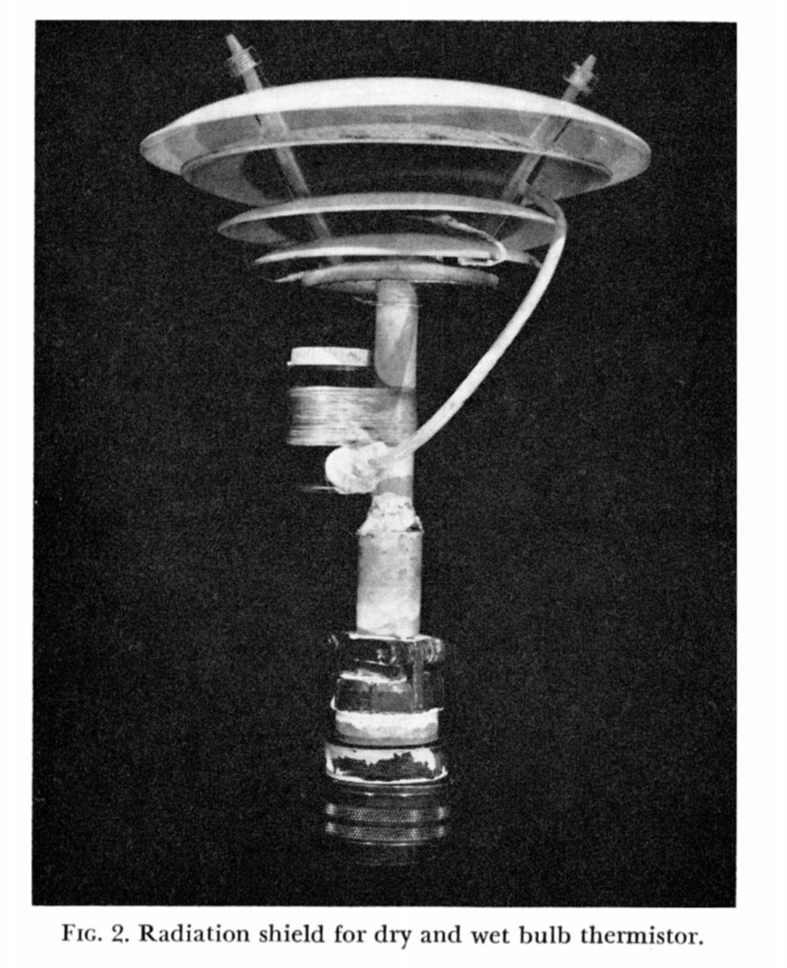 FIG. 2. Radiation shield for dry and wet bulb thermistor.